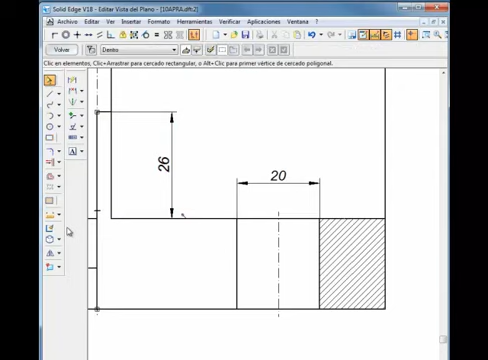 Solid Edge V18 - Editar Vista del Plano - [10APRA.dft:2]
Archivo Editar Ver Insertar Formato Herramientas Verificar Aplicaciones Ventana ?
Volver Dentro
Clic en elementos, Clic+Arrastrar para cercado rectangular, o Alt+Clic para primer vértice de cercado poligonal.
A
26
20